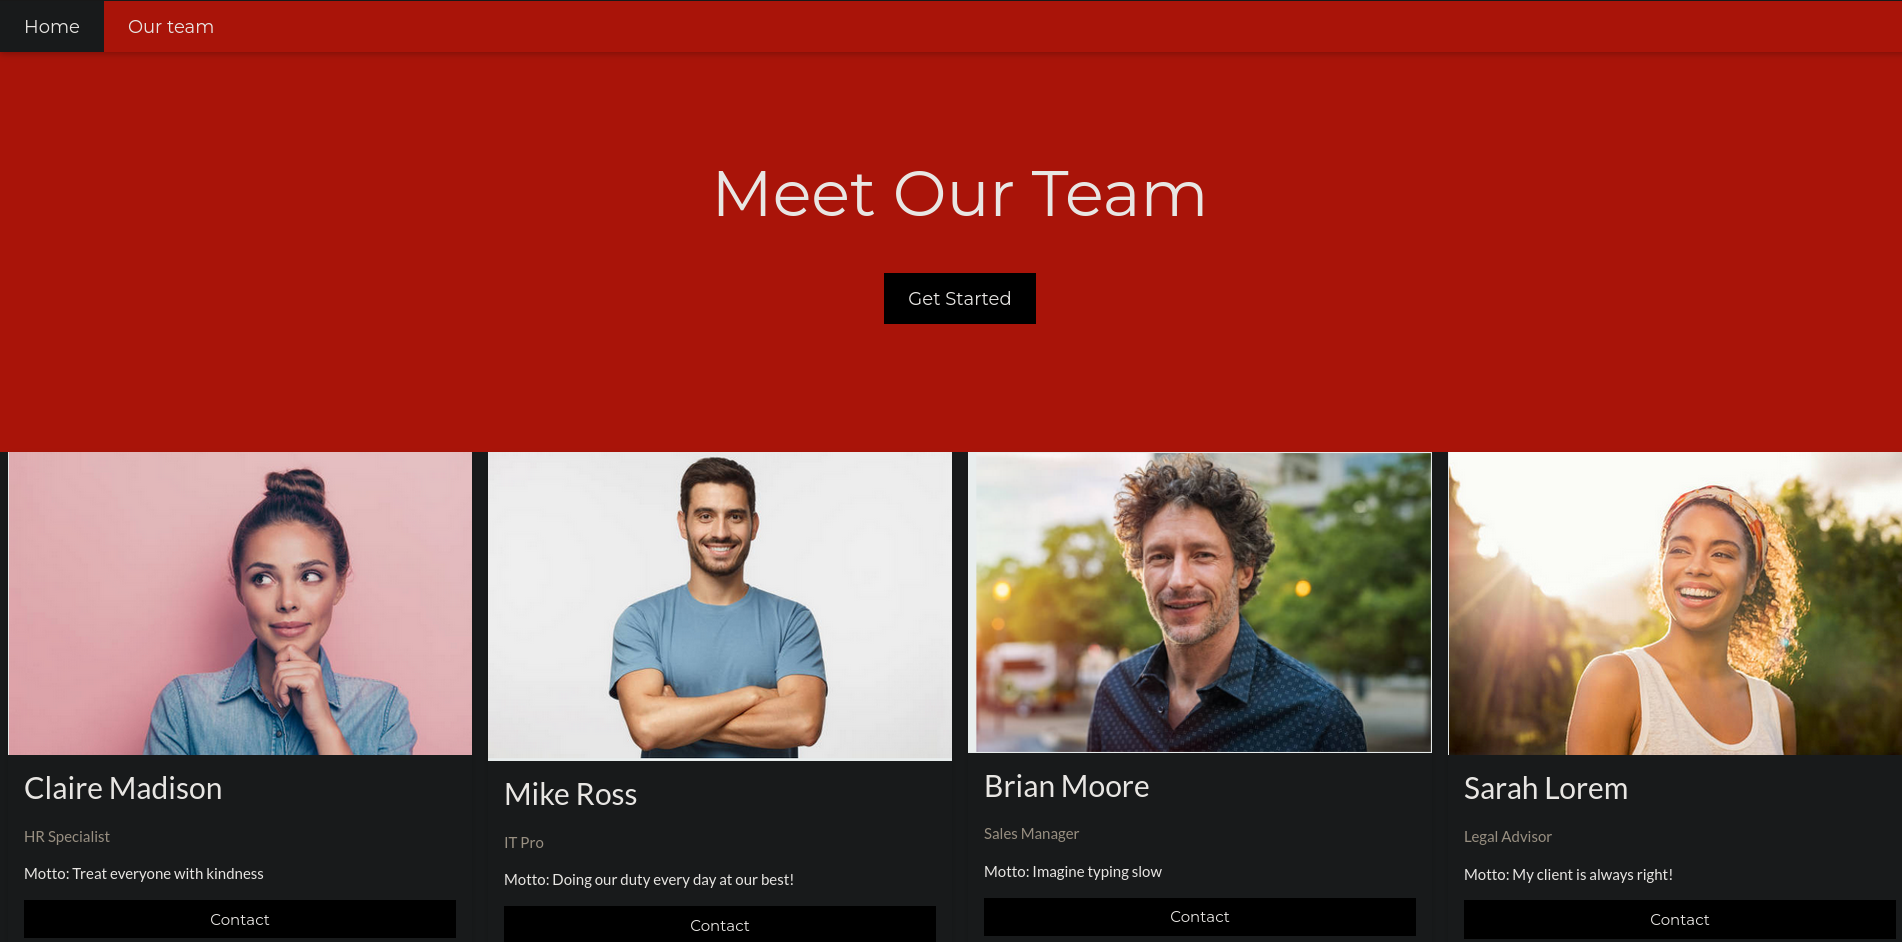 Home Our team
Meet Our Team
Get Started
Claire Madison
HR Specialist
Motto: Treat everyone with kindness
Contact
Mike Ross
IT Pro
Motto: Doing our duty every day at our best!
Contact
Brian Moore
Sales Manager
Motto: Imagine typing slow
Contact
Sarah Lorem
Legal Advisor
Motto: My client is always right!
Contact